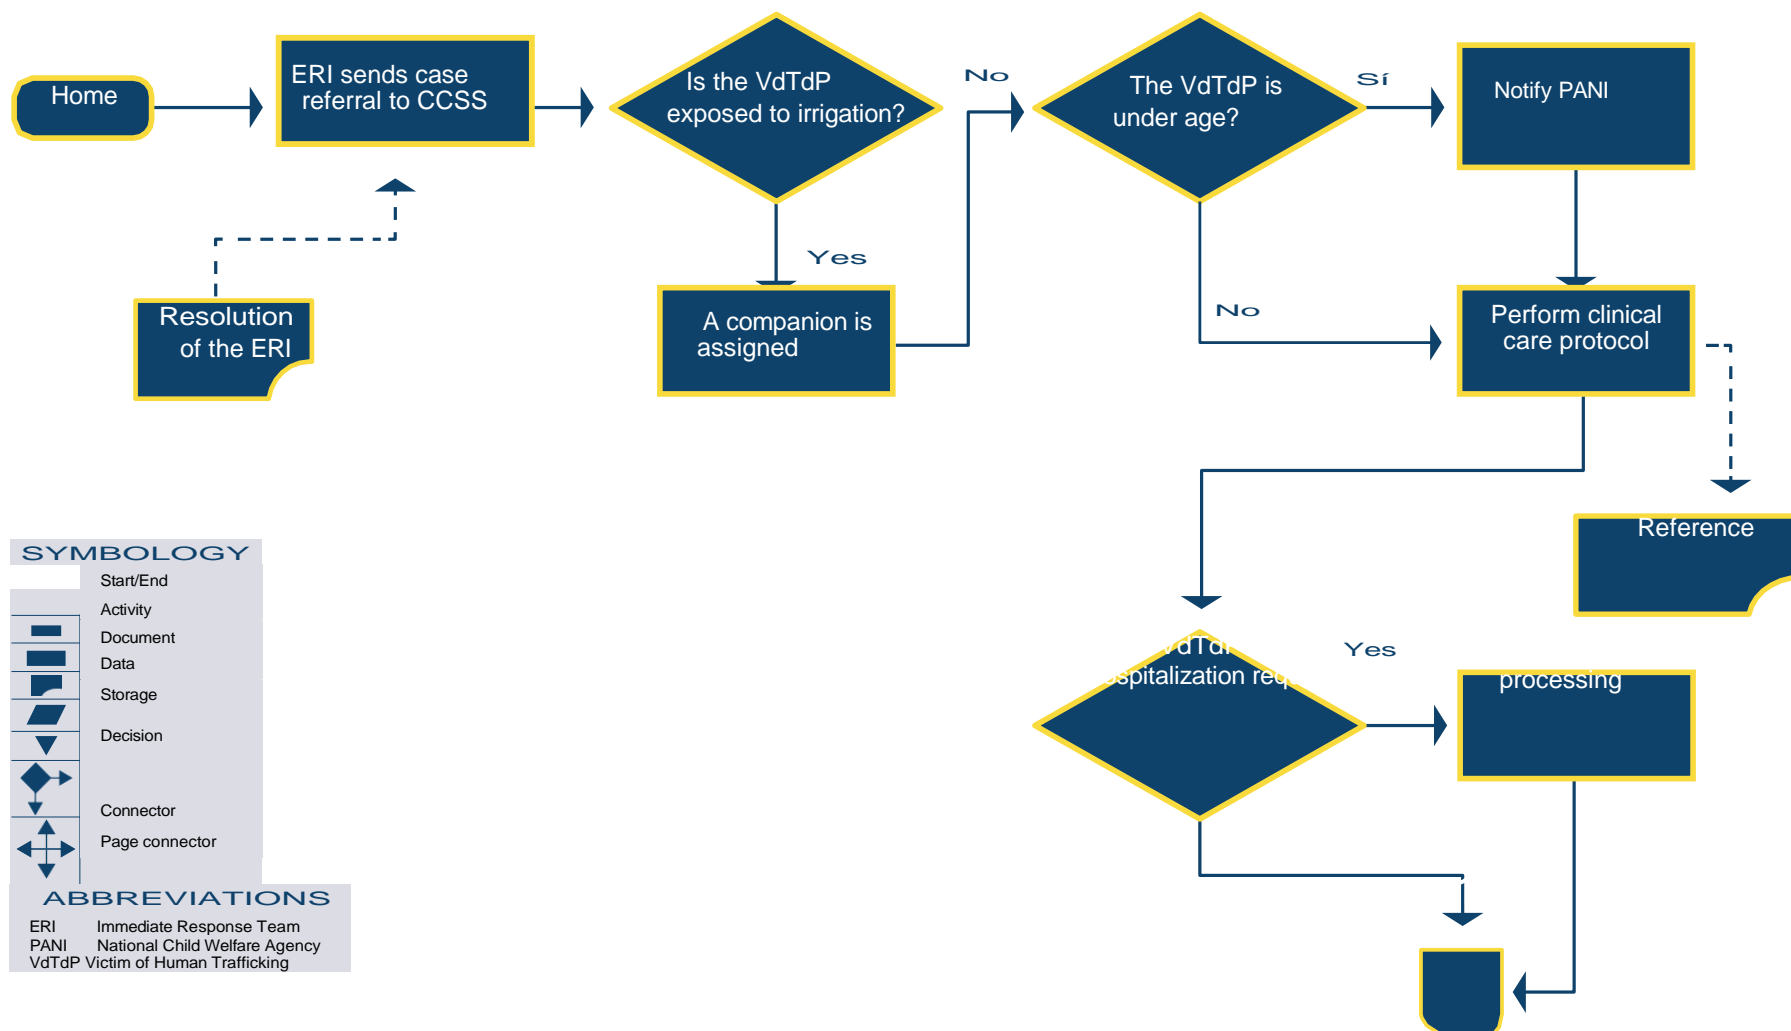 Home
ERI sends case
referral to CCSS
Is the VdTdP
exposed to irrigation?
No
The VdTdP is
under age?
Sí
Notify PANI
Yes
Resolution
of the ERI
A companion is
assigned
No
Perform clinical
care protocol
Reference
Yes
processing
SYMBOLOGY
Start/End
Activity
Document
Data
Storage
Decision
Connector
Page connector
ABBREVIATIONS
ERI Immediate Response Team
PANI National Child Welfare Agency
VdTdP Victim of Human Trafficking